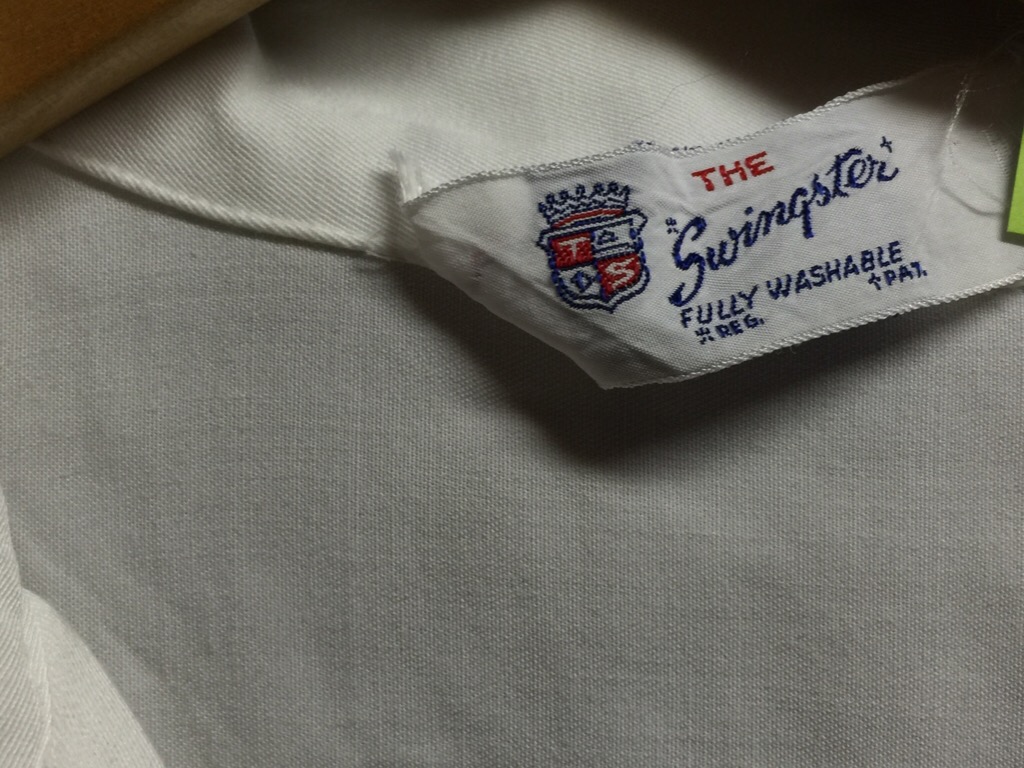 T A
D S
THE
*Swingster†
FULLY WASHABLE
*REG. †PAT.